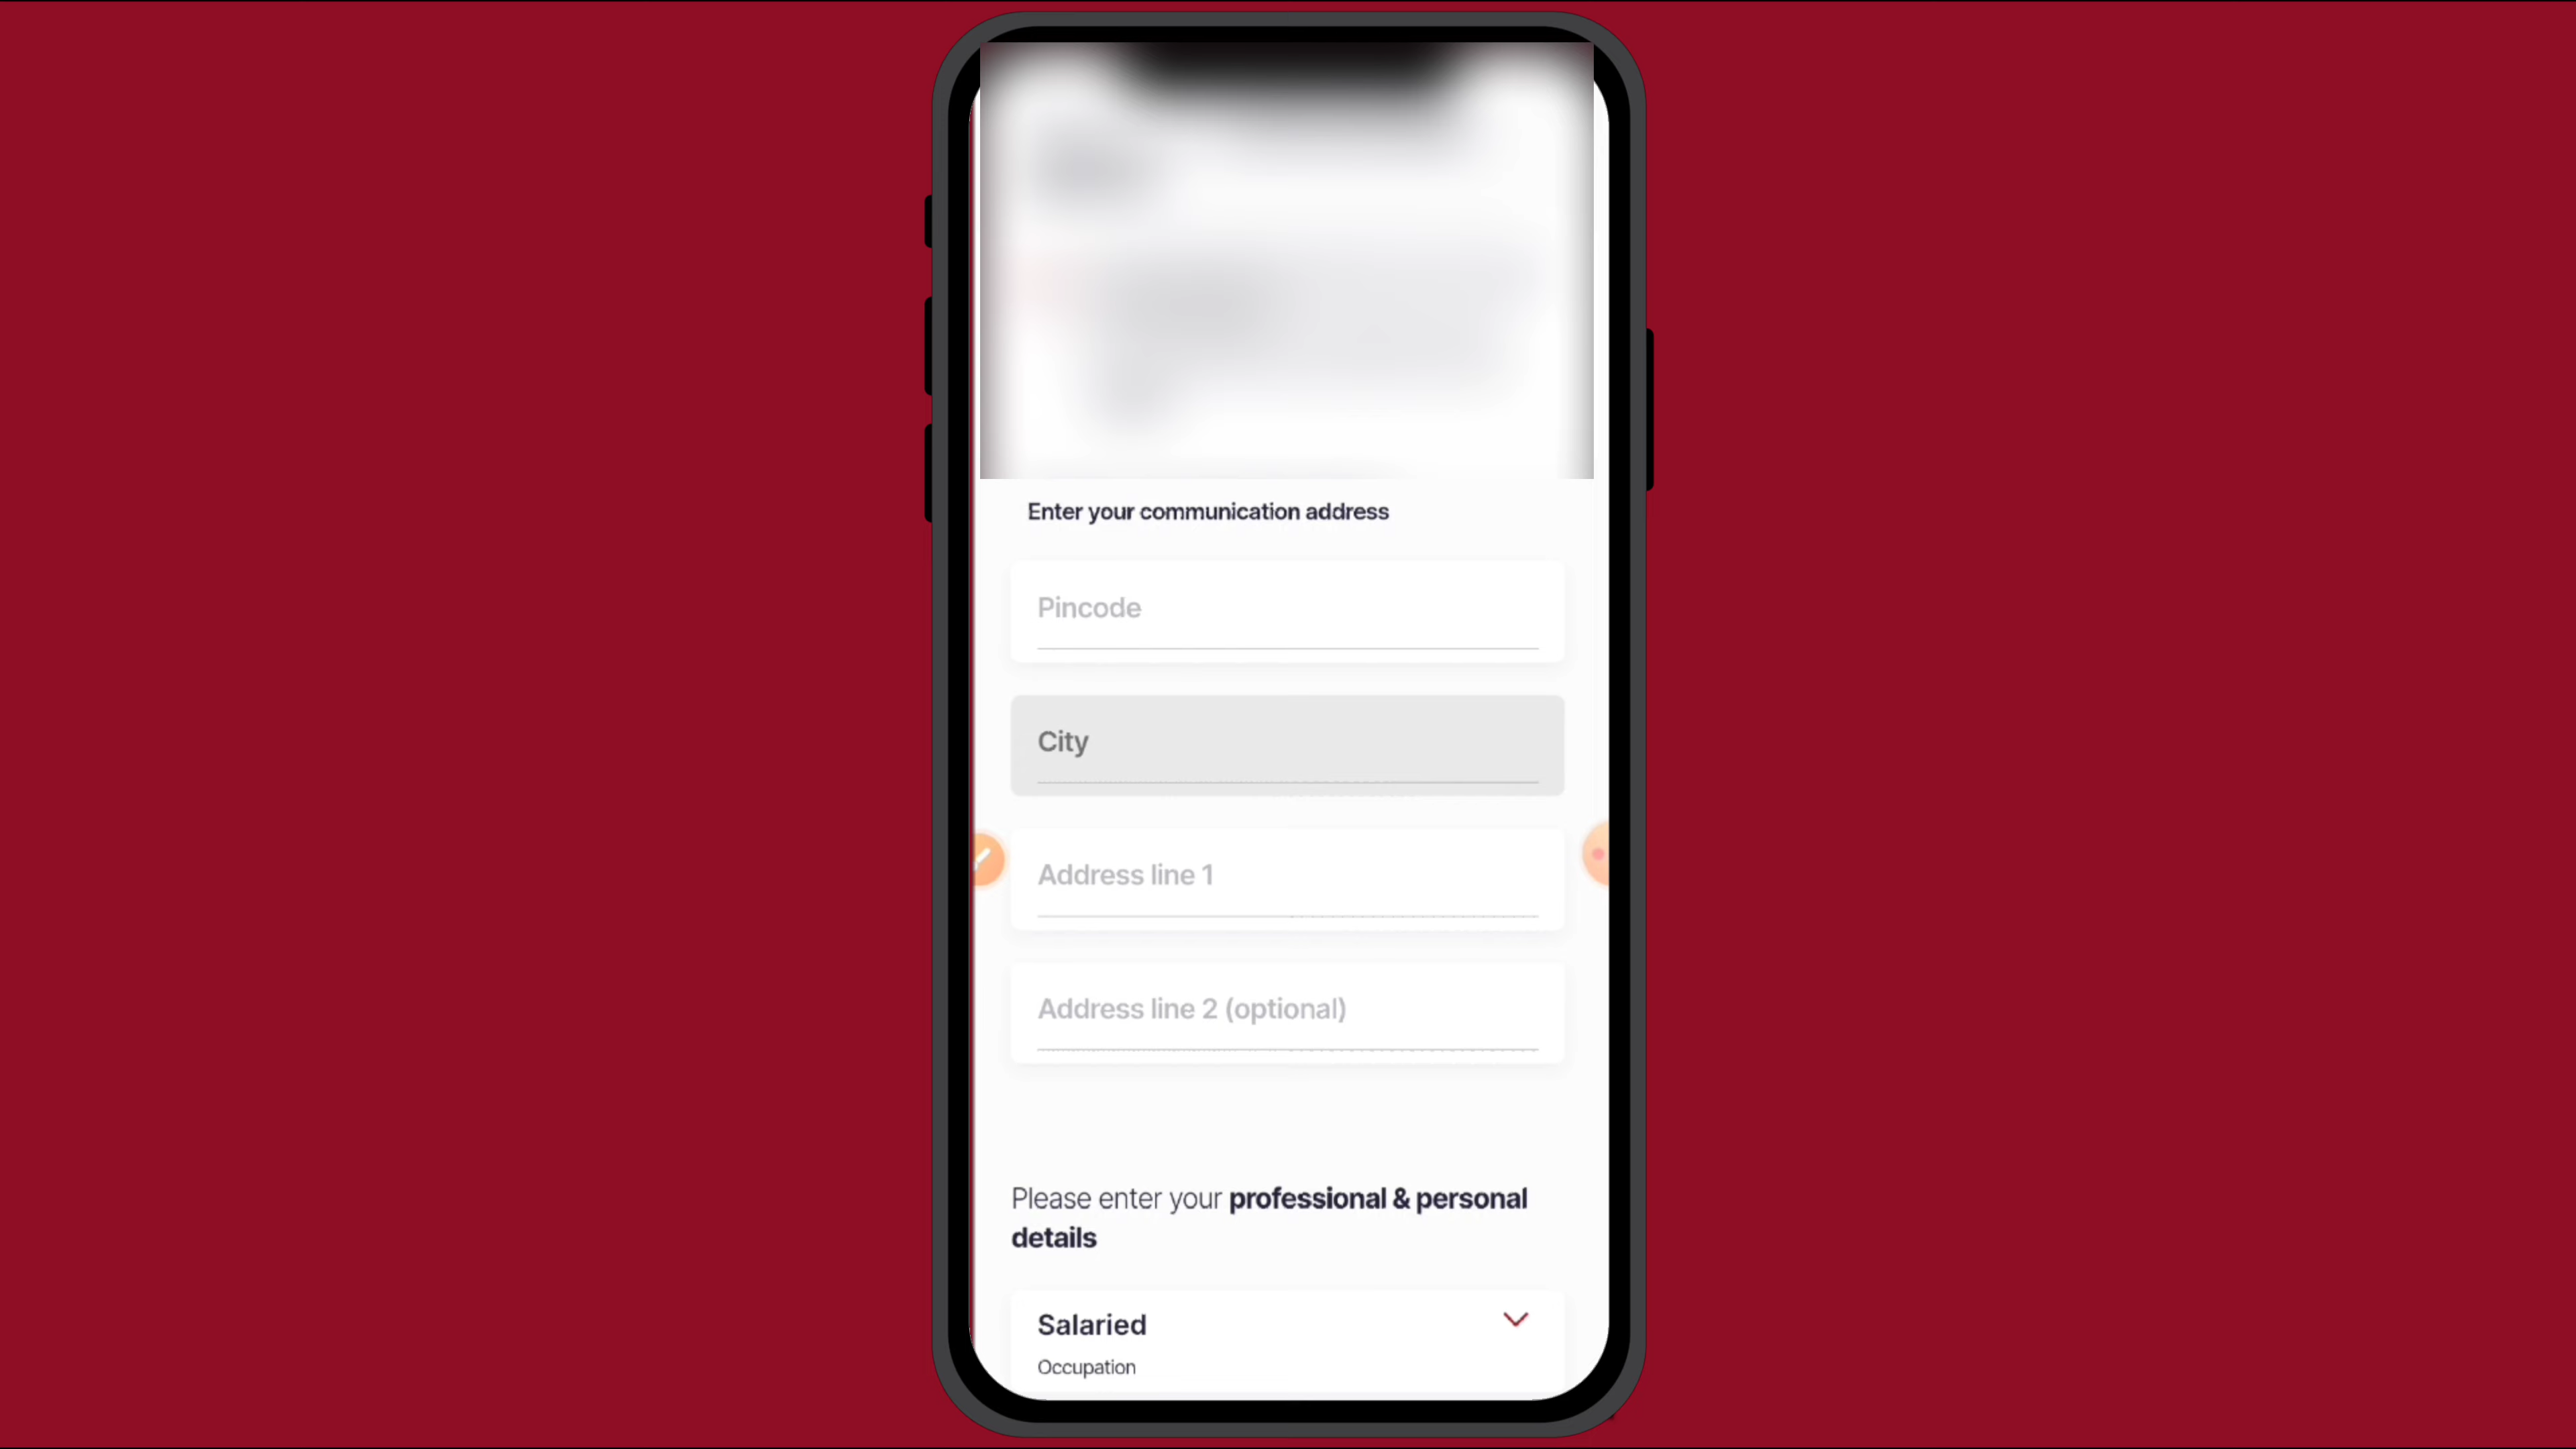 Enter your communication address
Pincode
City
Address line 1
Address line 2 (optional)
Please enter your professional & personal
details
Salaried
Occupation